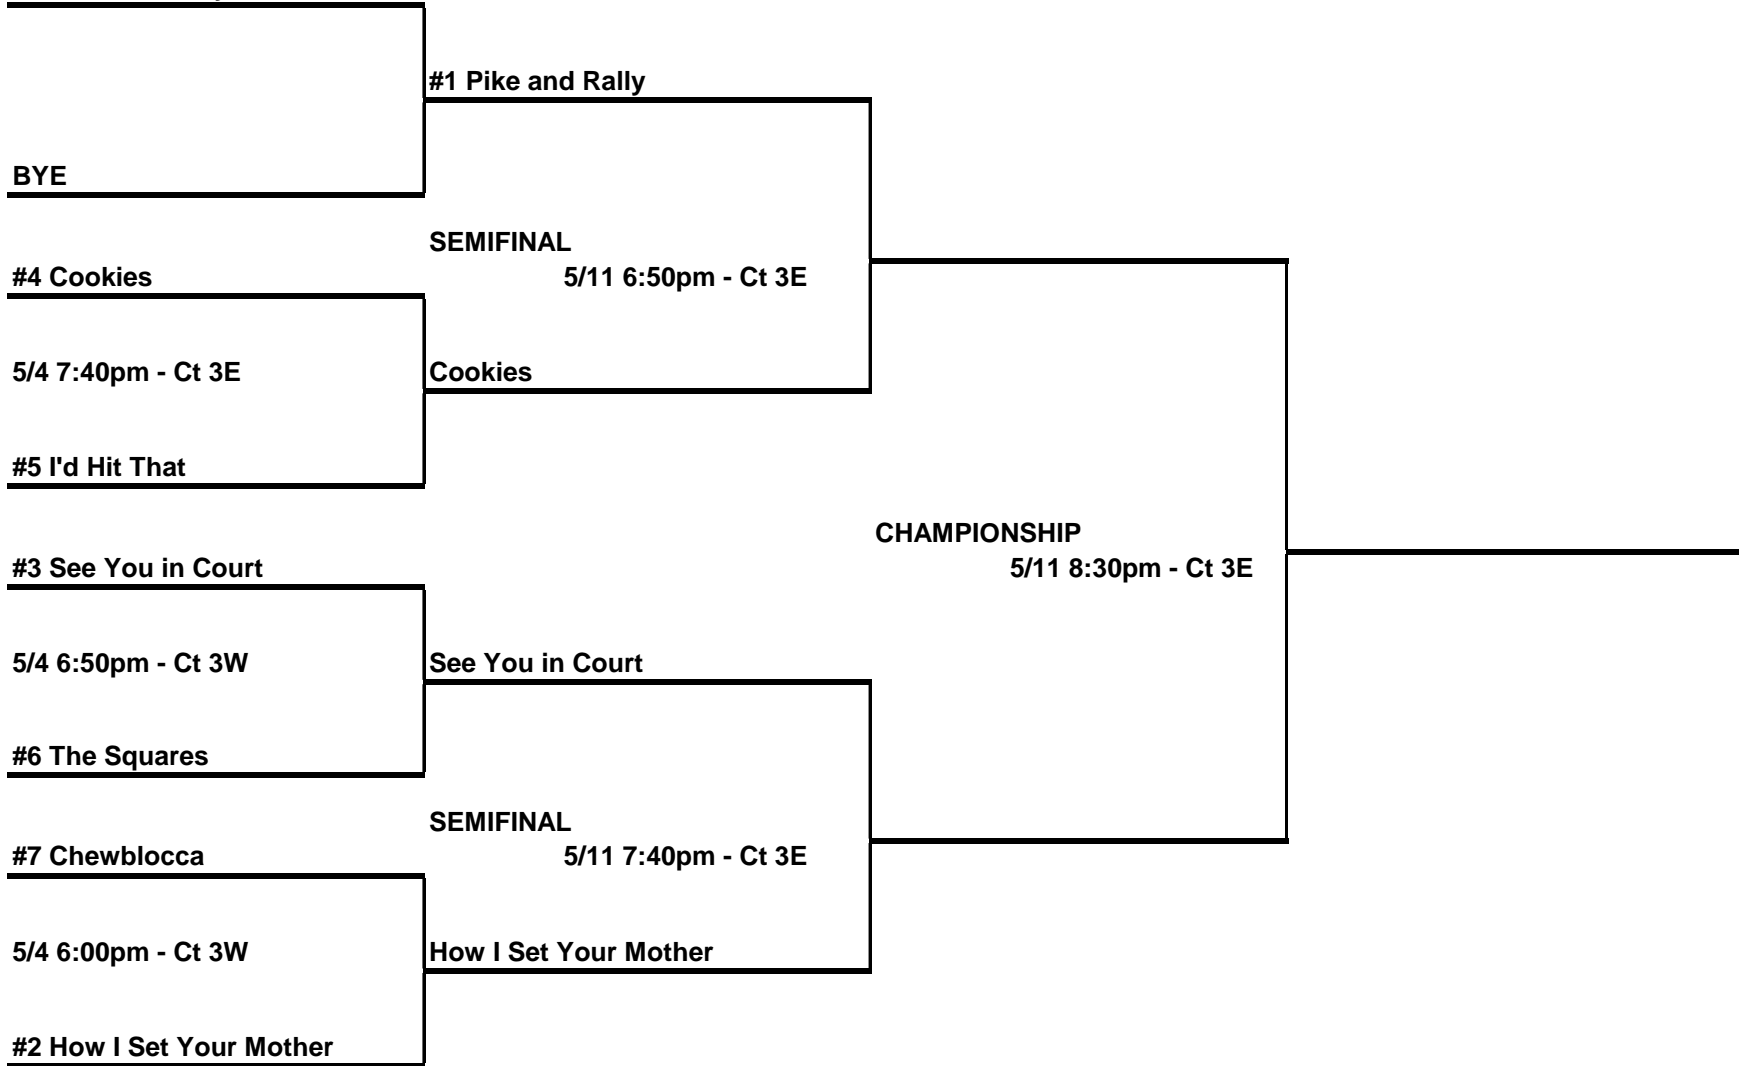 #1 Pike and Rally
BYE
SEMIFINAL
#4 Cookies
5/11 6:50pm - Ct 3E
5/4 7:40pm - Ct 3E
Cookies
#5 I'd Hit That
CHAMPIONSHIP
#3 See You in Court
5/11 8:30pm - Ct 3E
5/4 6:50pm - Ct 3W
See You in Court
#6 The Squares
SEMIFINAL
#7 Chewblocca
5/11 7:40pm - Ct 3E
5/4 6:00pm - Ct 3W
How I Set Your Mother
#2 How I Set Your Mother